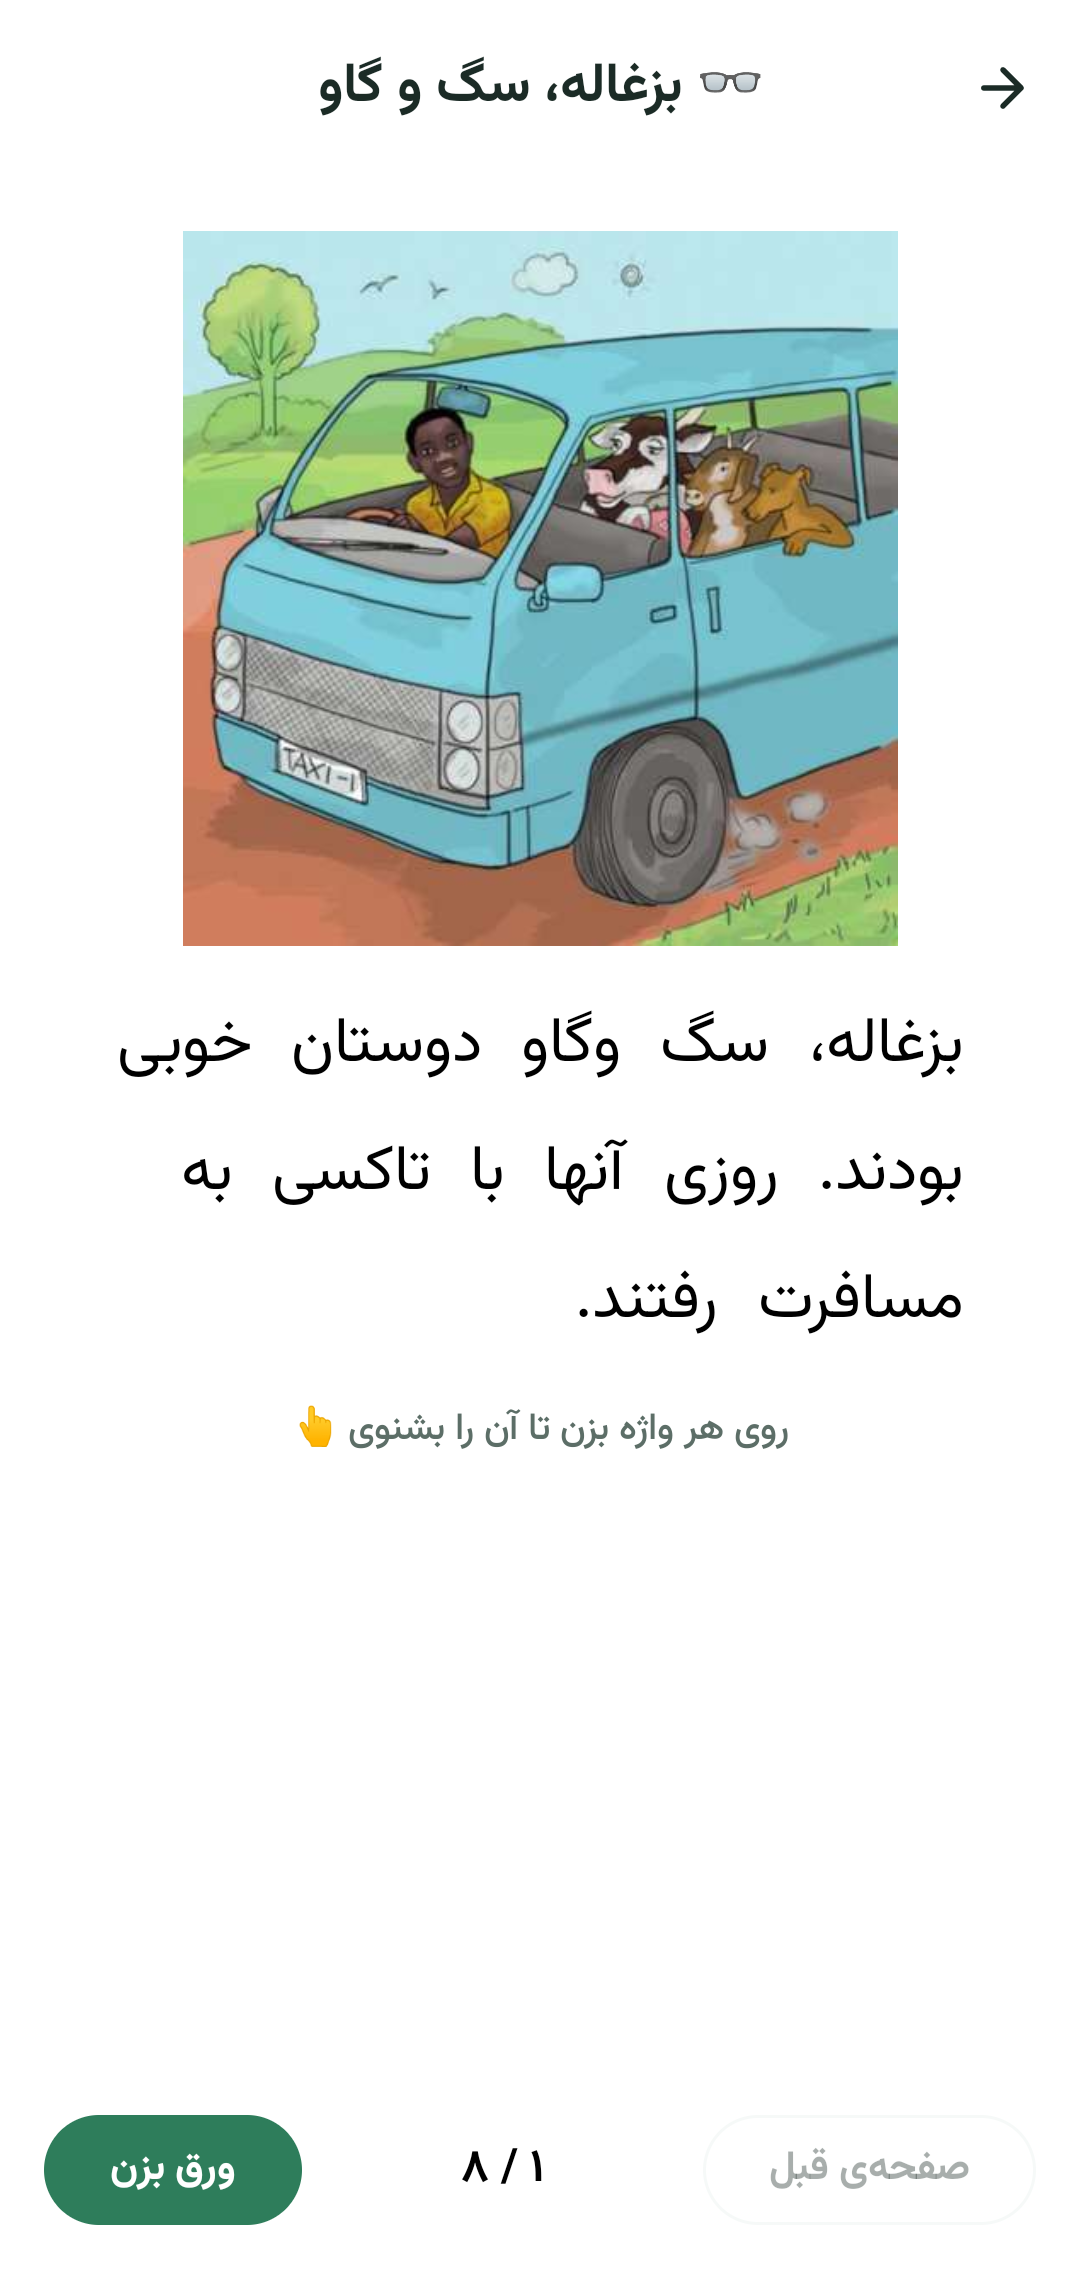 👓 بزغاله، سگ و گاو
TAXI-1
بزغاله، سگ وگاو دوستان خوبی
بودند. روزی آنها با تاکسی به
مسافرت رفتند.
روی هر واژه بزن تا آن را بشنوی 👆
صفحه‌ی قبل
۱ / ۸
ورق بزن